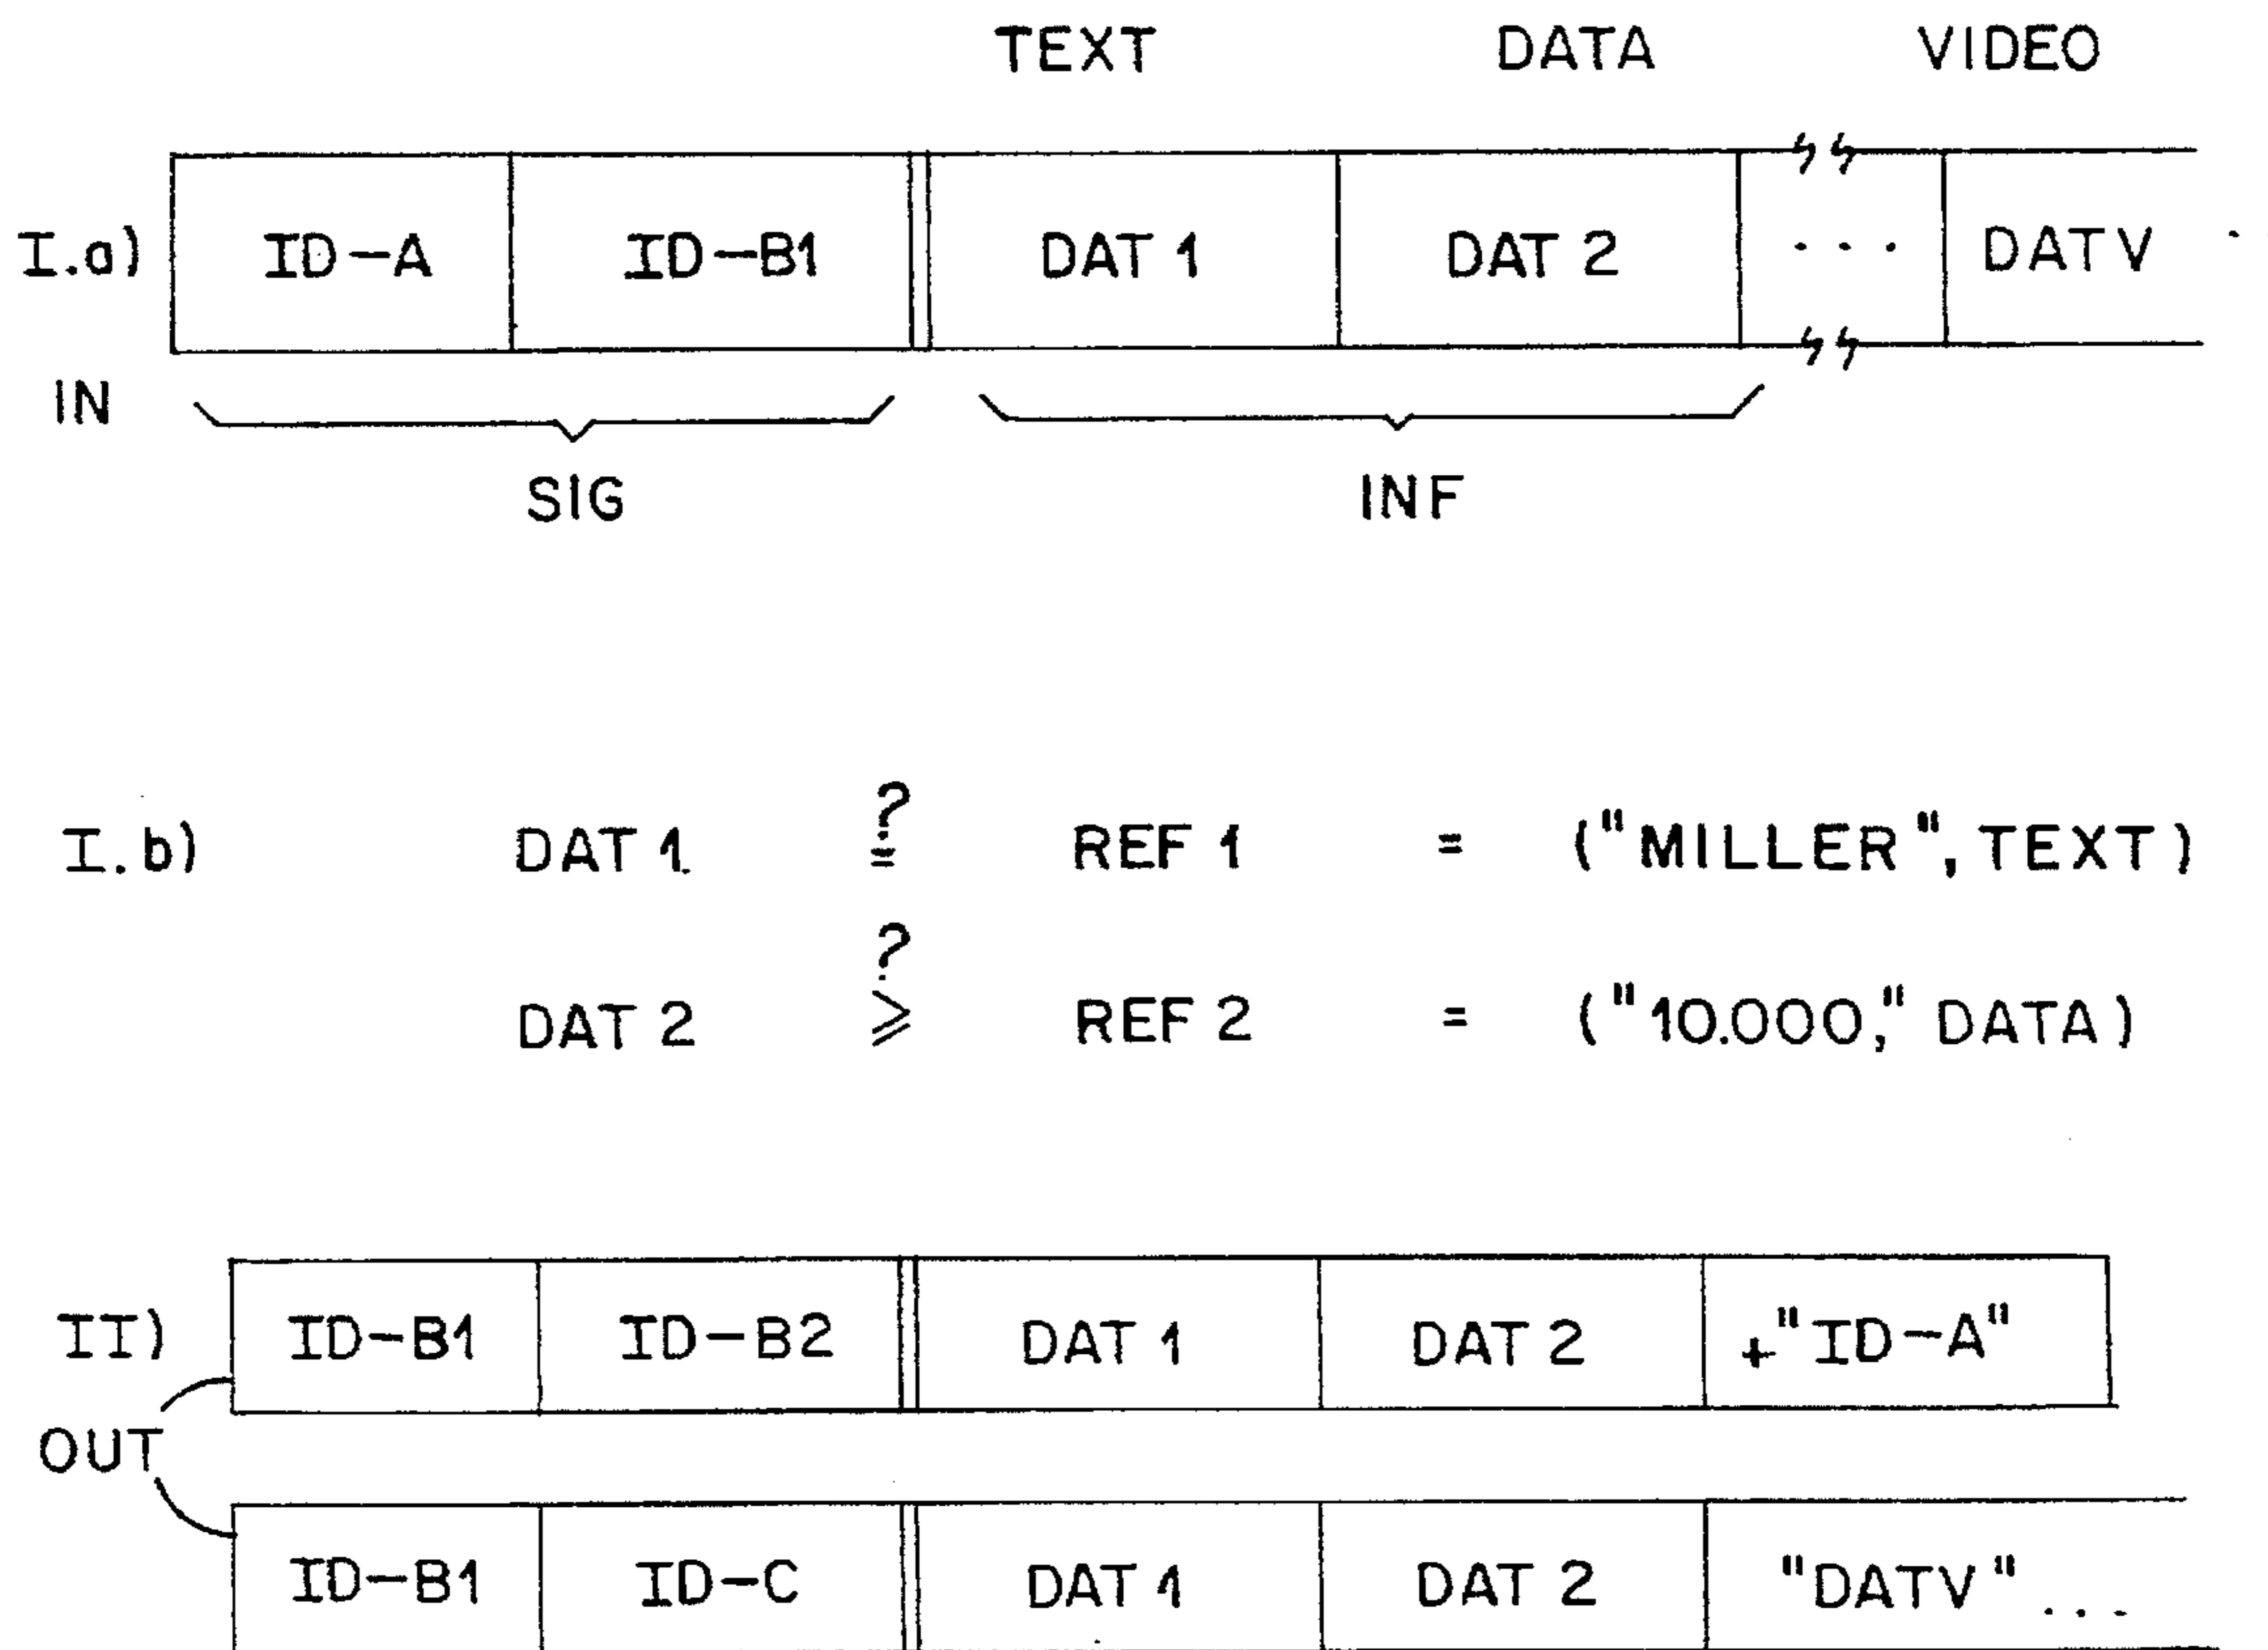 TEXT DATA VIDEO
I.a) ID-A ID-B1 DAT 1 DAT 2 ... DATV
IN
SIG INF
I.b) DAT 1 ?= REF 1 = ("MILLER", TEXT)
DAT 2 ?≥ REF 2 = ("10.000," DATA)
II) ID-B1 ID-B2 DAT 1 DAT 2 +"ID-A"
OUT
ID-B1 ID-C DAT 1 DAT 2 "DATV" ...